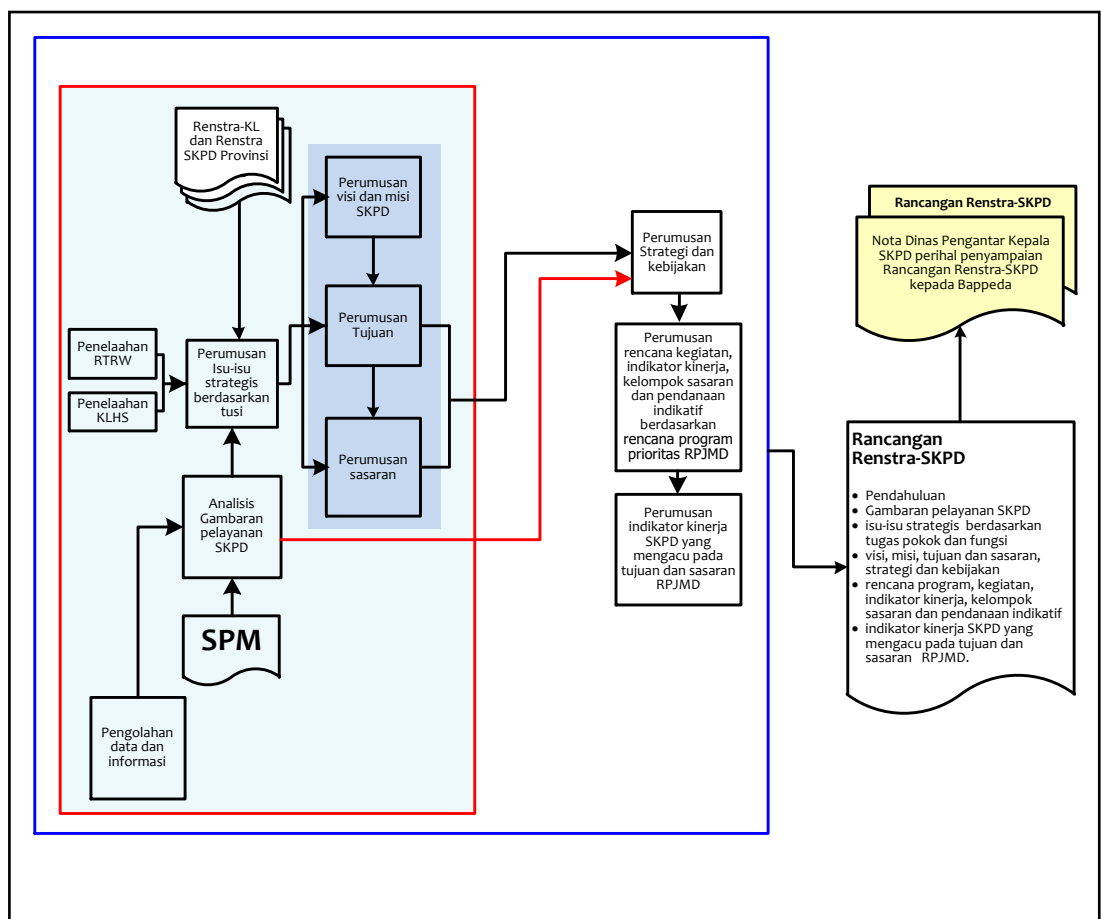 Renstra-KL
dan Renstra
SKPD Provinsi
Perumusan
visi dan misi
SKPD
Perumusan
Tujuan
Perumusan
sasaran
Penelaahan
RTRW
Penelaahan
KLHS
Perumusan
Isu-isu
strategis
berdasarkan
tusi
Analisis
Gambaran
pelayanan
SKPD
SPM
Pengolahan
data dan
informasi
Perumusan
Strategi dan
kebijakan
Perumusan
rencana kegiatan,
indikator kinerja,
kelompok sasaran
dan pendanaan
indikatif
berdasarkan
rencana program
prioritas RPJMD
Perumusan
indikator kinerja
SKPD yang
mengacu pada
tujuan dan sasaran
RPJMD
Rancangan Renstra-SKPD
Nota Dinas Pengantar Kepala
SKPD perihal penyampaian
Rancangan Renstra-SKPD
kepada Bappeda
Rancangan
Renstra-SKPD
• Pendahuluan
• Gambaran pelayanan SKPD
• isu-isu strategis berdasarkan
tugas pokok dan fungsi
• visi, misi, tujuan dan sasaran,
strategi dan kebijakan
• rencana program, kegiatan,
indikator kinerja, kelompok
sasaran dan pendanaan indikatif
• indikator kinerja SKPD yang
mengacu pada tujuan dan
sasaran RPJMD.